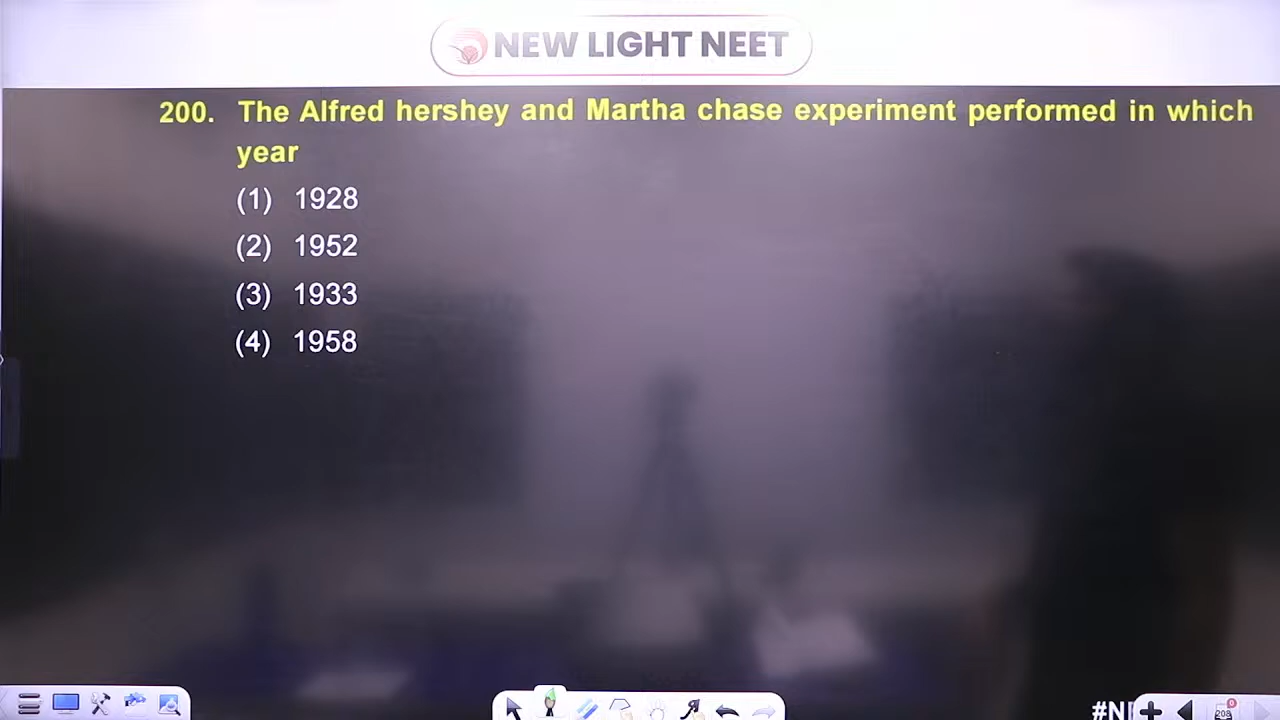 NEW LIGHT NEET
200. The Alfred hershey and Martha chase experiment performed in which
year
(1) 1928
(2) 1952
(3) 1933
(4) 1958
208